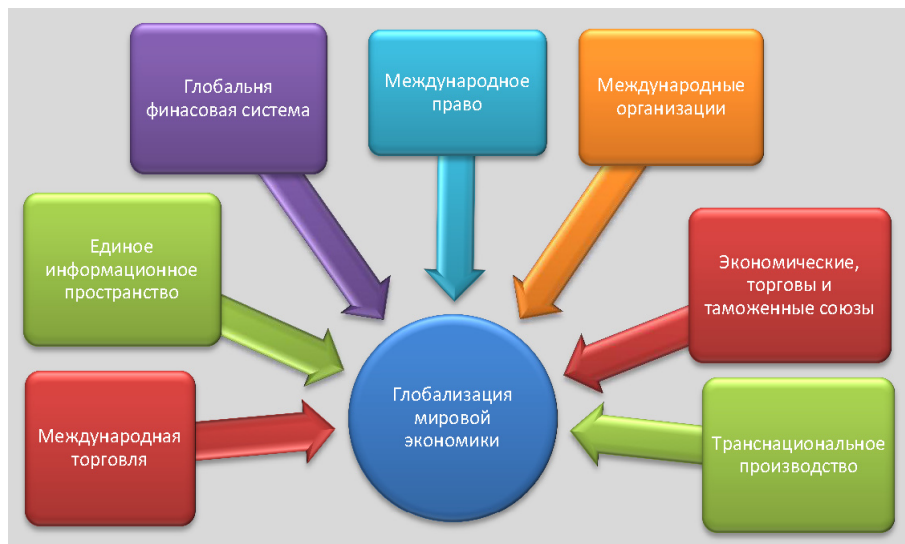 Глобальня
финасовая система
Международное
право
Международные
организации
Единое
информационное
пространство
Экономические,
торговы и
таможенные союзы
Международная
торговля
Глобализация
мировой
экономики
Транснациональное
производство